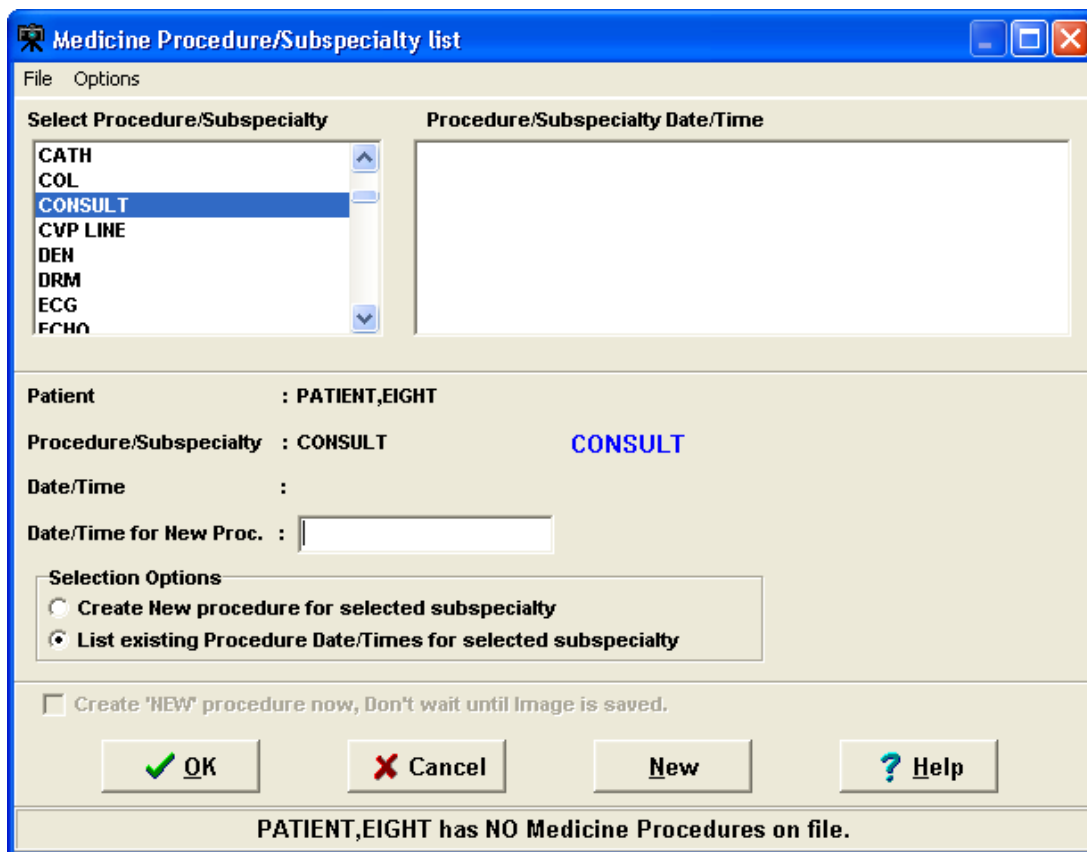 Medicine Procedure/Subspecialty list
File Options
Select Procedure/Subspecialty Procedure/Subspecialty Date/Time
CATH
COL
CONSULT
CVP LINE
DEN
DRM
ECG
ECHO
Patient : PATIENT,EIGHT
Procedure/Subspecialty : CONSULT CONSULT
Date/Time :
Date/Time for New Proc. :
Selection Options
Create New procedure for selected subspecialty
List existing Procedure Date/Times for selected subspecialty
Create 'NEW' procedure now, Don't wait until Image is saved.
OK Cancel New ? Help
PATIENT,EIGHT has NO Medicine Procedures on file.